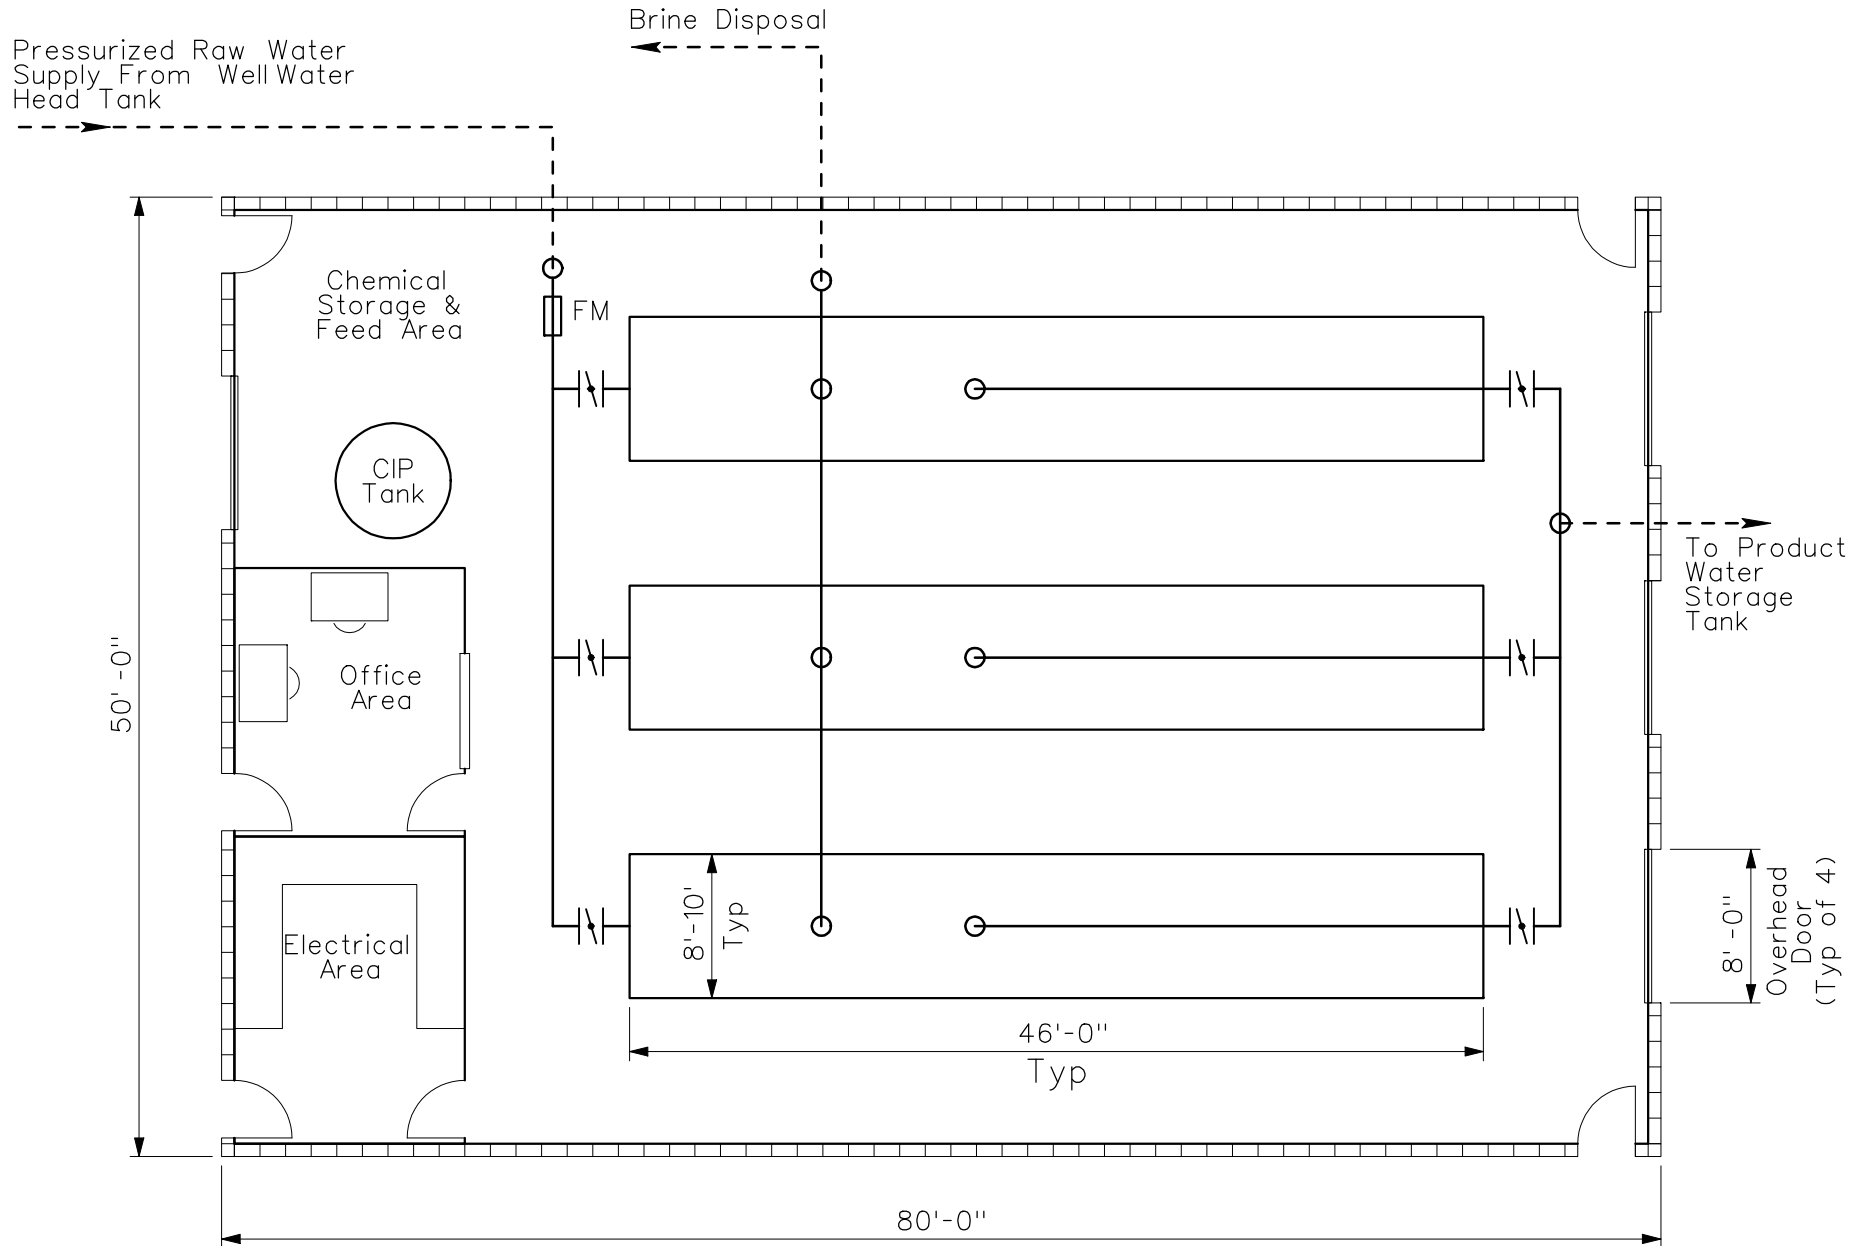 Brine Disposal
Pressurized Raw Water
Supply From Well Water
Head Tank
Chemical
Storage &
Feed Area
FM
CIP
Tank
To Product
Water
Storage
Tank
Office
Area
50'-0"
8'-10'
Typ
8'-0"
Overhead
Door
(Typ of 4)
Electrical
Area
46'-0"
Typ
80'-0"